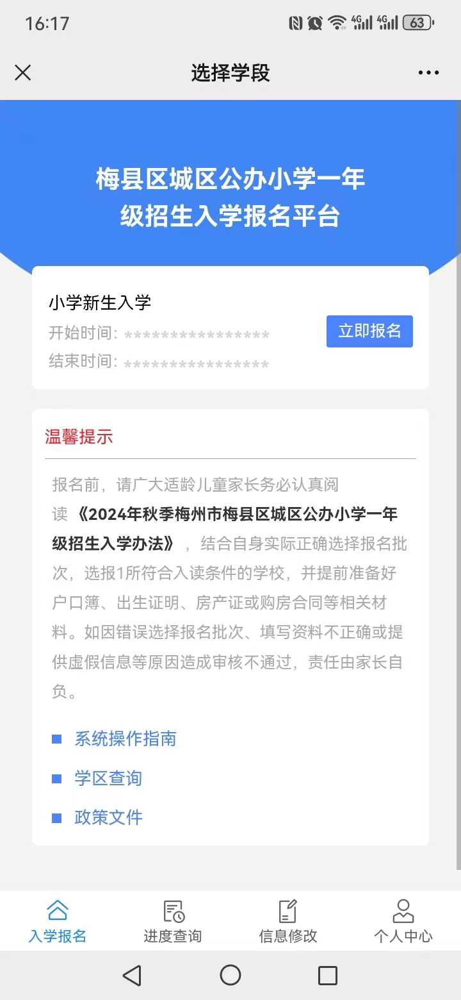 16:17
4G 4G 63
选择学段
梅县区城区公办小学一年
级招生入学报名平台
小学新生入学
开始时间：****************
立即报名
结束时间：****************
温馨提示
报名前，请广大适龄儿童家长务必认真阅
读 《2024年秋季梅州市梅县区城区公办小学一年
级招生入学办法》 ，结合自身实际正确选择报名批
次，选报1所符合入读条件的学校，并提前准备好
户口簿、出生证明、房产证或购房合同等相关材
料。如因错误选择报名批次、填写资料不正确或提
供虚假信息等原因造成审核不通过，责任由家长自
负。
系统操作指南
学区查询
政策文件
入学报名 进度查询 信息修改 个人中心